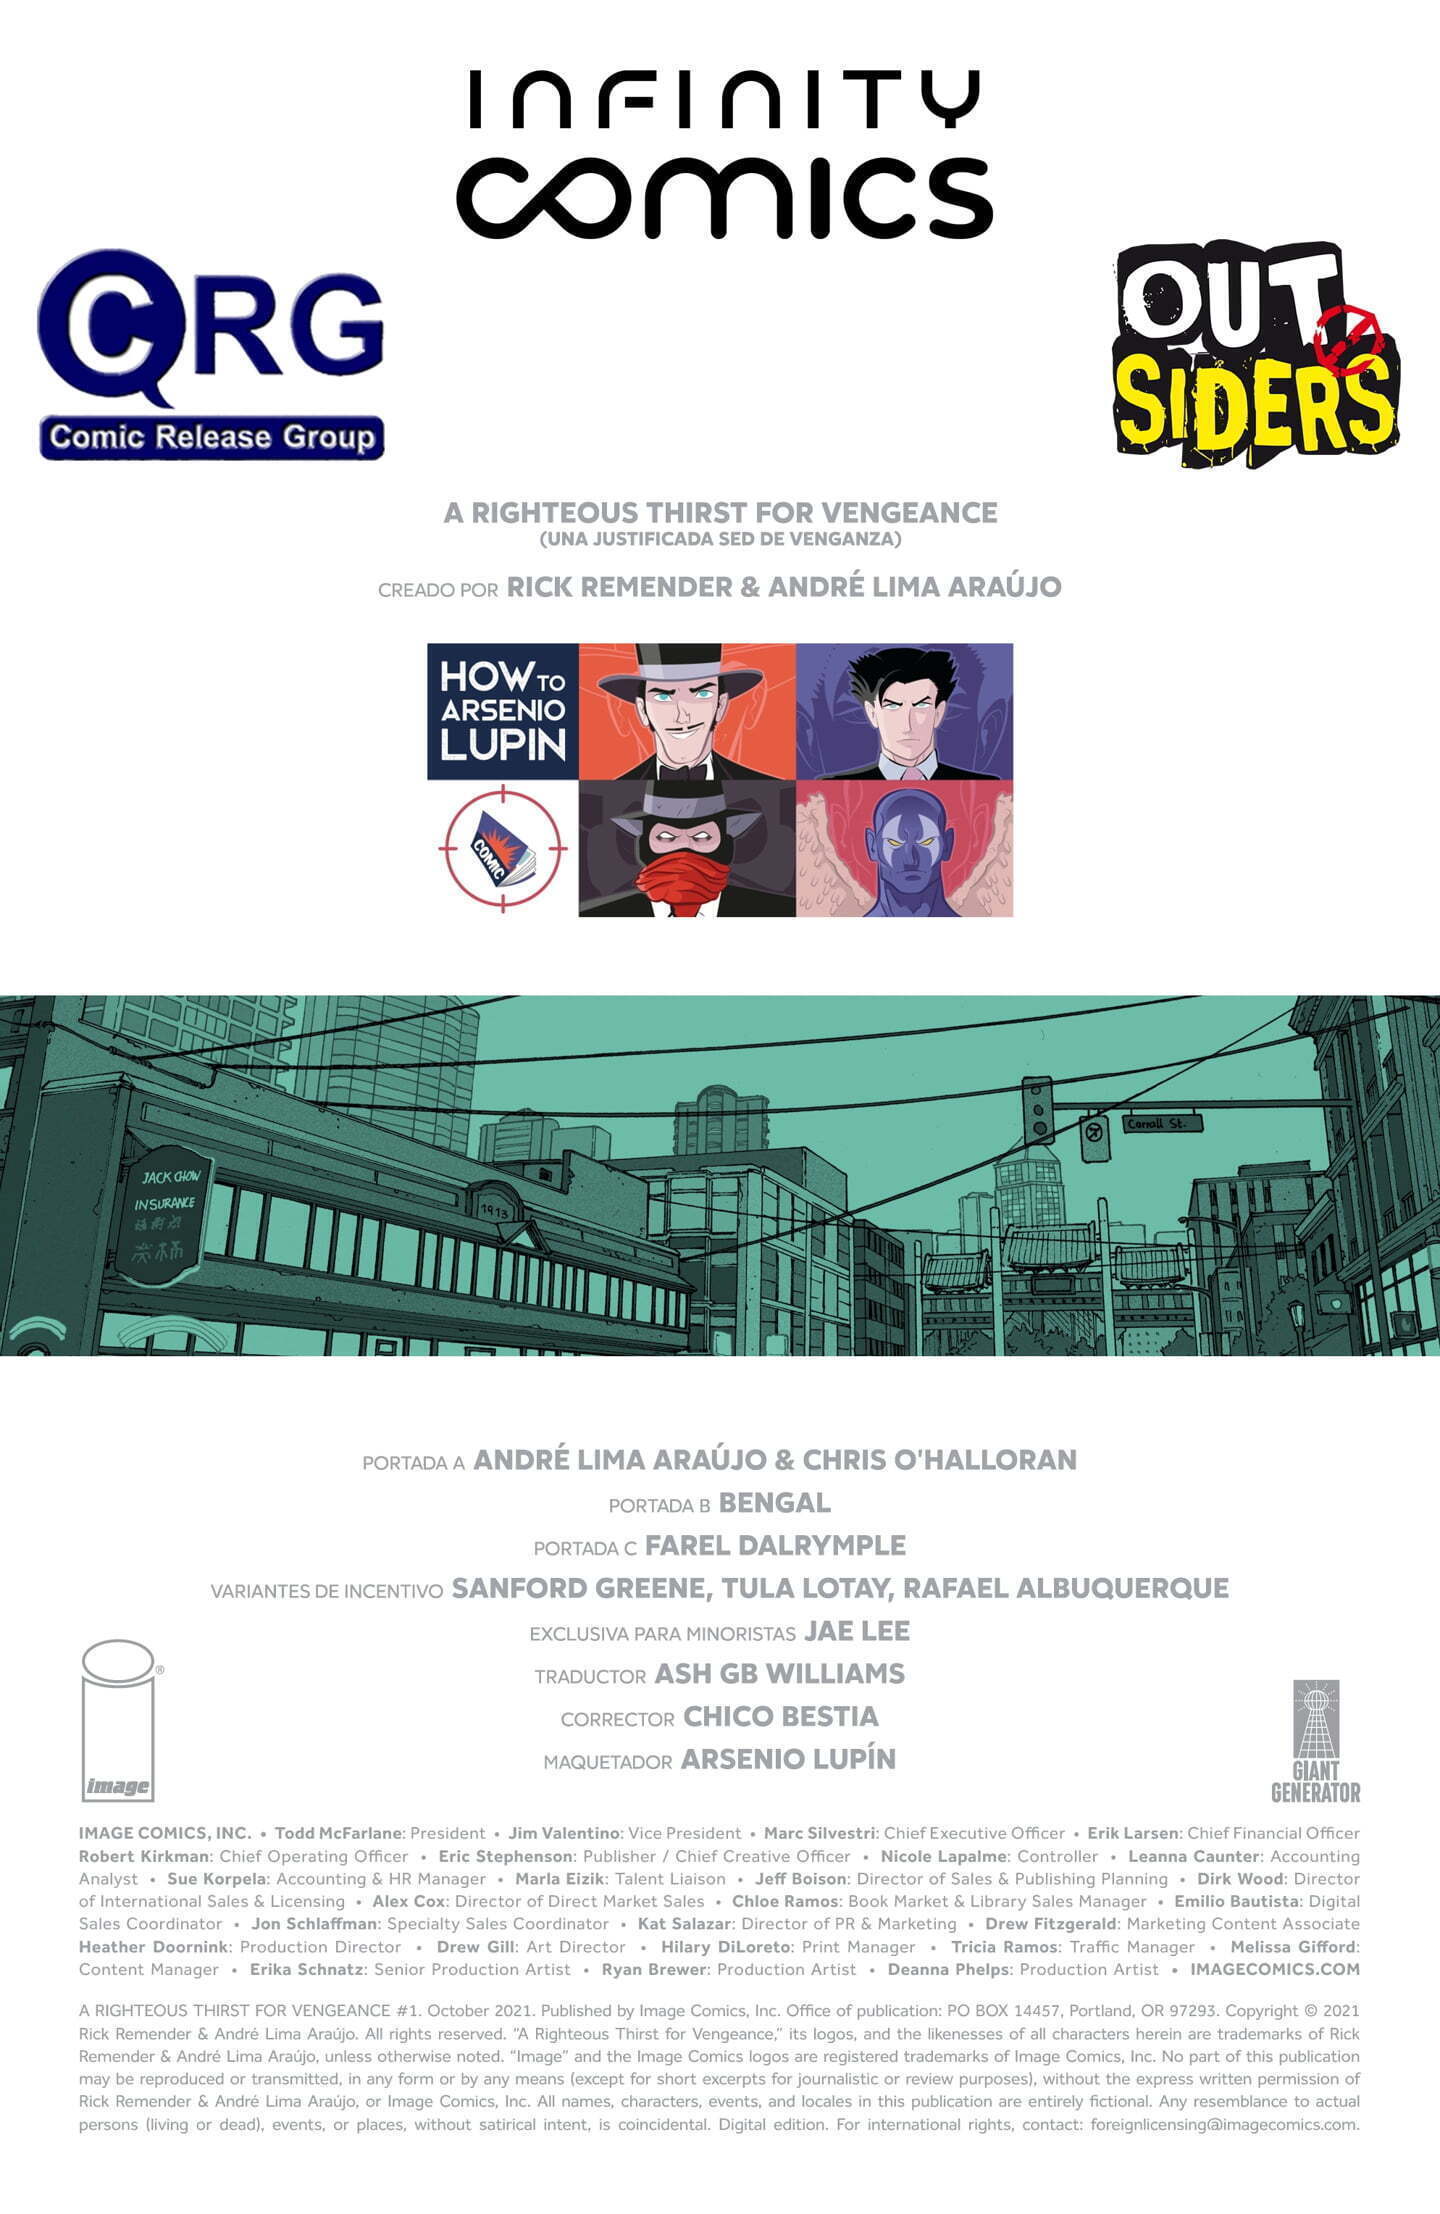 INFINITY
COMICS
CRG
Comic Release Group
OUT
SIDERS
A RIGHTEOUS THIRST FOR VENGEANCE
(UNA JUSTIFICADA SED DE VENGANZA)
CREADO POR RICK REMENDER & ANDRÉ LIMA ARAÚJO
HOW TO
ARSENIO
LUPIN
COMIC
Carrall St.
JACK CHOW
INSURANCE
1913
PORTADA A ANDRÉ LIMA ARAÚJO & CHRIS O'HALLORAN
PORTADA B BENGAL
PORTADA C FAREL DALRYMPLE
VARIANTES DE INCENTIVO SANFORD GREENE, TULA LOTAY, RAFAEL ALBUQUERQUE
EXCLUSIVA PARA MINORISTAS JAE LEE
TRADUCTOR ASH GB WILLIAMS
CORRECTOR CHICO BESTIA
MAQUETADOR ARSENIO LUPÍN
image®
GIANT
GENERATOR
IMAGE COMICS, INC. • Todd McFarlane: President • Jim Valentino: Vice President • Marc Silvestri: Chief Executive Officer • Erik Larsen: Chief Financial Officer
Robert Kirkman: Chief Operating Officer • Eric Stephenson: Publisher / Chief Creative Officer • Nicole Lapalme: Controller • Leanna Caunter: Accounting
Analyst • Sue Korpela: Accounting & HR Manager • Marla Eizik: Talent Liaison • Jeff Boison: Director of Sales & Publishing Planning • Dirk Wood: Director
of International Sales & Licensing • Alex Cox: Director of Direct Market Sales • Chloe Ramos: Book Market & Library Sales Manager • Emilio Bautista: Digital
Sales Coordinator • Jon Schlaffman: Specialty Sales Coordinator • Kat Salazar: Director of PR & Marketing • Drew Fitzgerald: Marketing Content Associate
Heather Doornink: Production Director • Drew Gill: Art Director • Hilary DiLoreto: Print Manager • Tricia Ramos: Traffic Manager • Melissa Gifford:
Content Manager • Erika Schnatz: Senior Production Artist • Ryan Brewer: Production Artist • Deanna Phelps: Production Artist • IMAGECOMICS.COM
A RIGHTEOUS THIRST FOR VENGEANCE #1. October 2021. Published by Image Comics, Inc. Office of publication: PO BOX 14457, Portland, OR 97293. Copyright © 2021
Rick Remender & André Lima Araújo. All rights reserved. “A Righteous Thirst for Vengeance,” its logos, and the likenesses of all characters herein are trademarks of Rick
Remender & André Lima Araújo, unless otherwise noted. “Image” and the Image Comics logos are registered trademarks of Image Comics, Inc. No part of this publication
may be reproduced or transmitted, in any form or by any means (except for short excerpts for journalistic or review purposes), without the express written permission of
Rick Remender & André Lima Araújo, or Image Comics, Inc. All names, characters, events, and locales in this publication are entirely fictional. Any resemblance to actual
persons (living or dead), events, or places, without satirical intent, is coincidental. Digital edition. For international rights, contact: foreignlicensing@imagecomics.com.